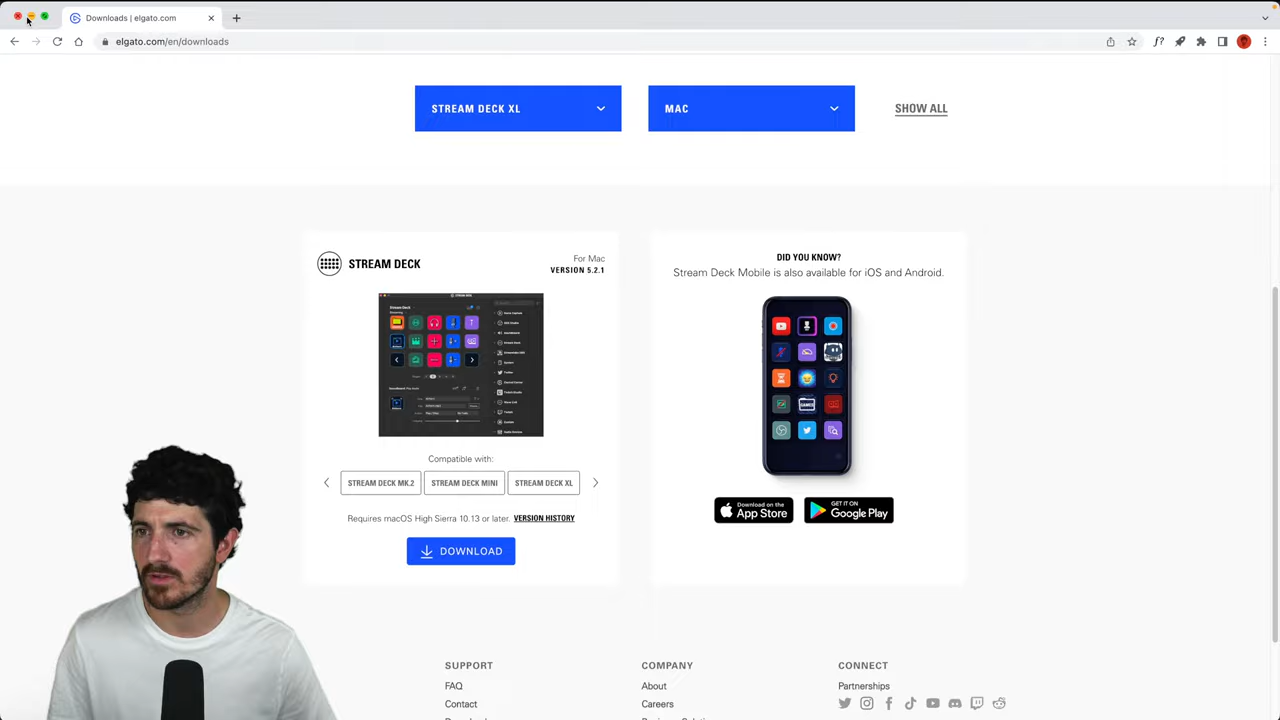 Downloads | elgato.com
elgato.com/en/downloads
STREAM DECK XL
MAC
SHOW ALL
STREAM DECK
For Mac
VERSION 5.2.1
Compatible with:
STREAM DECK MK.2
STREAM DECK MINI
STREAM DECK XL
Requires macOS High Sierra 10.13 or later. VERSION HISTORY
DOWNLOAD
DID YOU KNOW?
Stream Deck Mobile is also available for iOS and Android.
Download on the
App Store
GET IT ON
Google Play
SUPPORT
FAQ
Contact
COMPANY
About
Careers
CONNECT
Partnerships